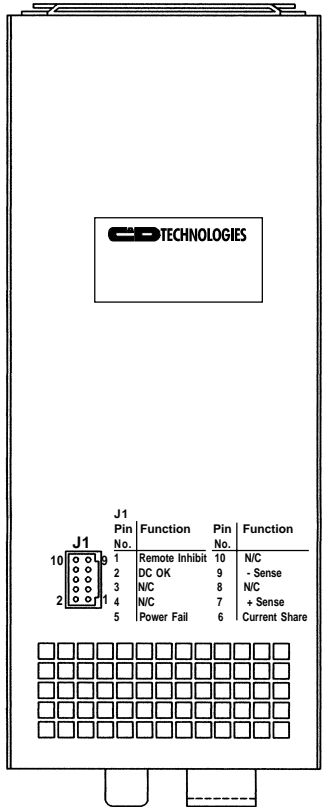 C&D TECHNOLOGIES
J1
Pin Function Pin Function
No. No.
1 Remote Inhibit 10 N/C
2 DC OK 9 - Sense
3 N/C 8 N/C
4 N/C 7 + Sense
5 Power Fail 6 Current Share
J1
10 9
2 1